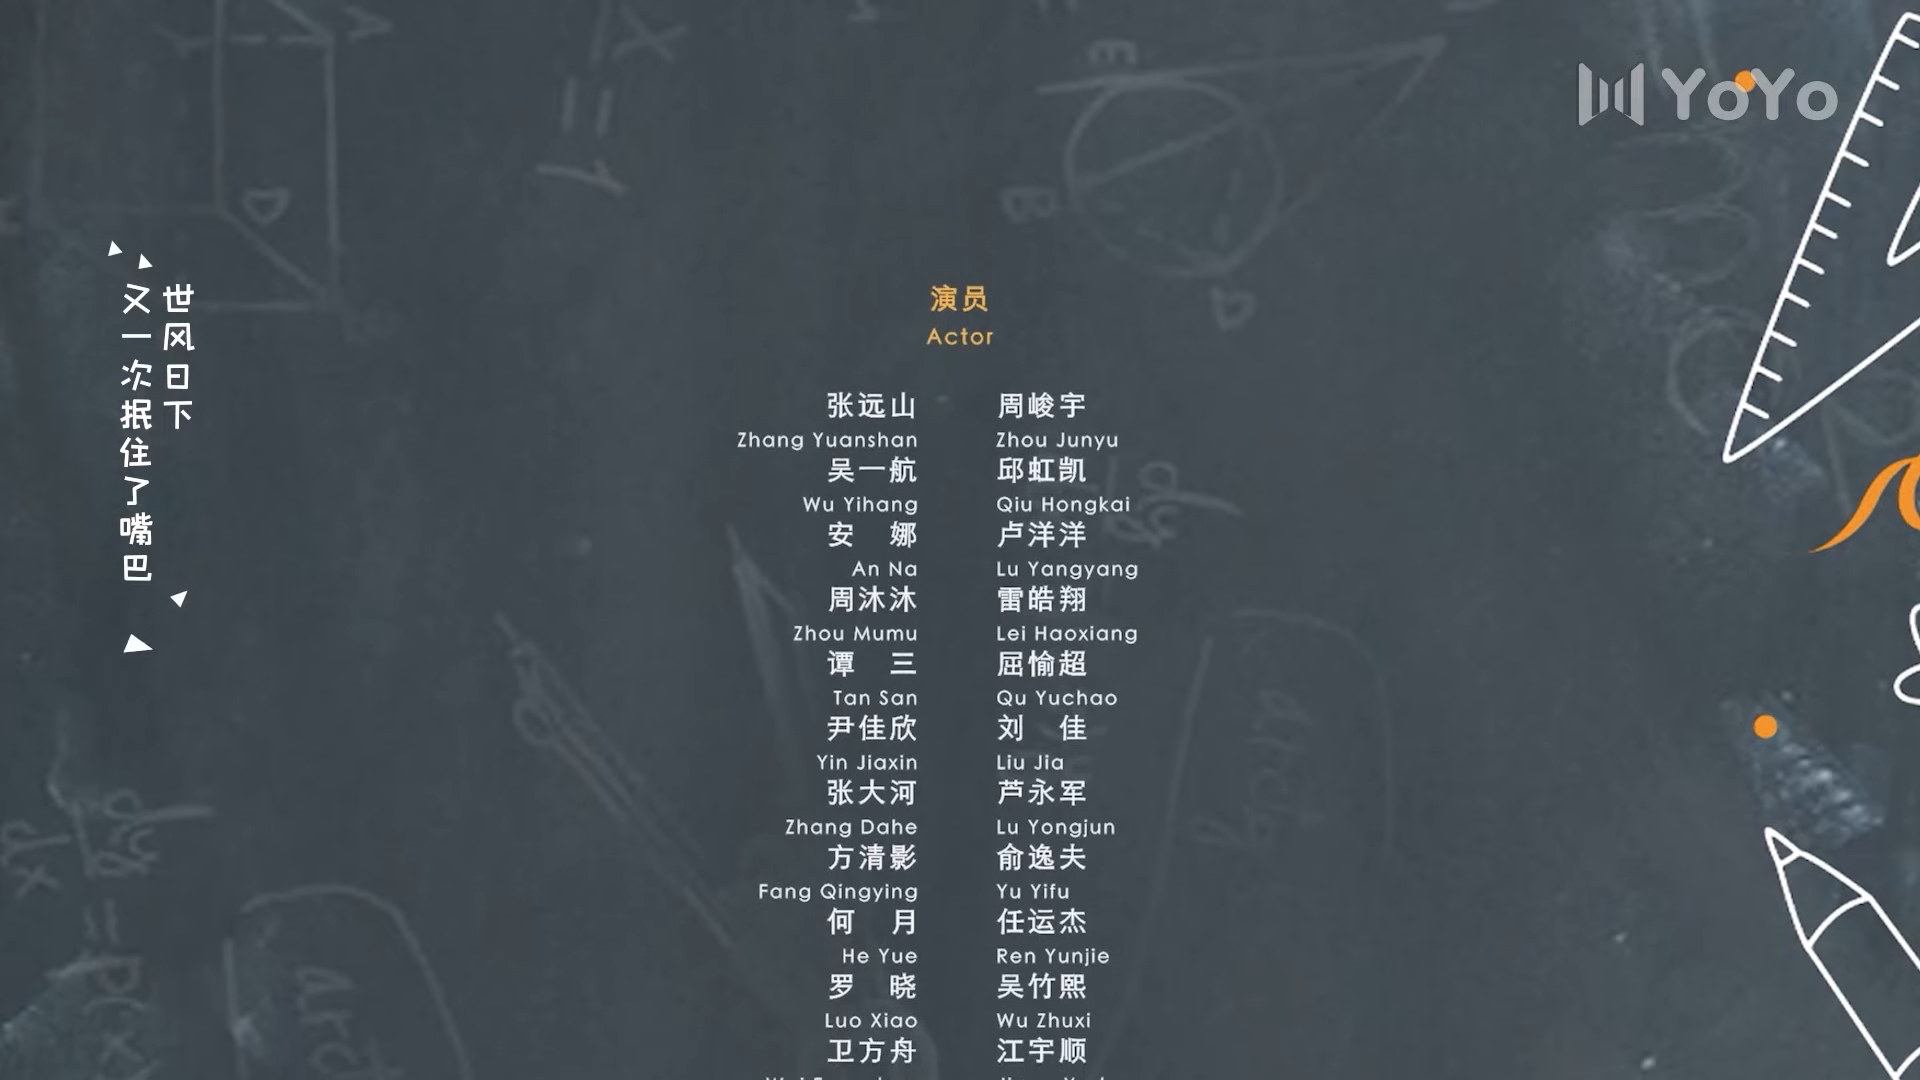 YoYo
世风日下
又一次抿住了嘴巴
演员
Actor
张远山 周峻宇
Zhang Yuanshan Zhou Junyu
吴一航 邱虹凯
Wu Yihang Qiu Hongkai
安 娜 卢洋洋
An Na Lu Yangyang
周沐沐 雷皓翔
Zhou Mumu Lei Haoxiang
谭 三 屈愉超
Tan San Qu Yuchao
尹佳欣 刘 佳
Yin Jiaxin Liu Jia
张大河 芦永军
Zhang Dahe Lu Yongjun
方清影 俞逸夫
Fang Qingying Yu Yifu
何 月 任运杰
He Yue Ren Yunjie
罗 晓 吴竹熙
Luo Xiao Wu Zhuxi
卫方舟 江宇顺